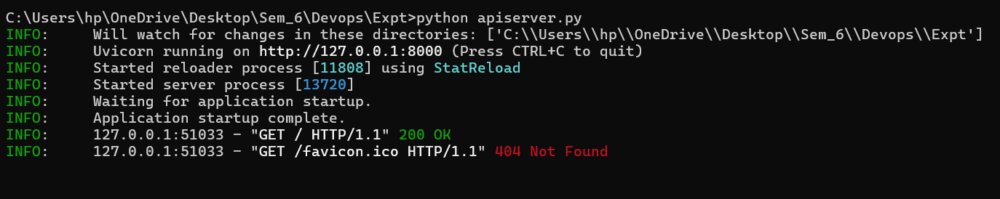 C:\Users\hp\OneDrive\Desktop\Sem_6\Devops\Expt>python apiserver.py
INFO:     Will watch for changes in these directories: ['C:\\Users\\hp\\OneDrive\\Desktop\\Sem_6\\Devops\\Expt']
INFO:     Uvicorn running on http://127.0.0.1:8000 (Press CTRL+C to quit)
INFO:     Started reloader process [11808] using StatReload
INFO:     Started server process [13720]
INFO:     Waiting for application startup.
INFO:     Application startup complete.
INFO:     127.0.0.1:51033 - "GET / HTTP/1.1" 200 OK
INFO:     127.0.0.1:51033 - "GET /favicon.ico HTTP/1.1" 404 Not Found